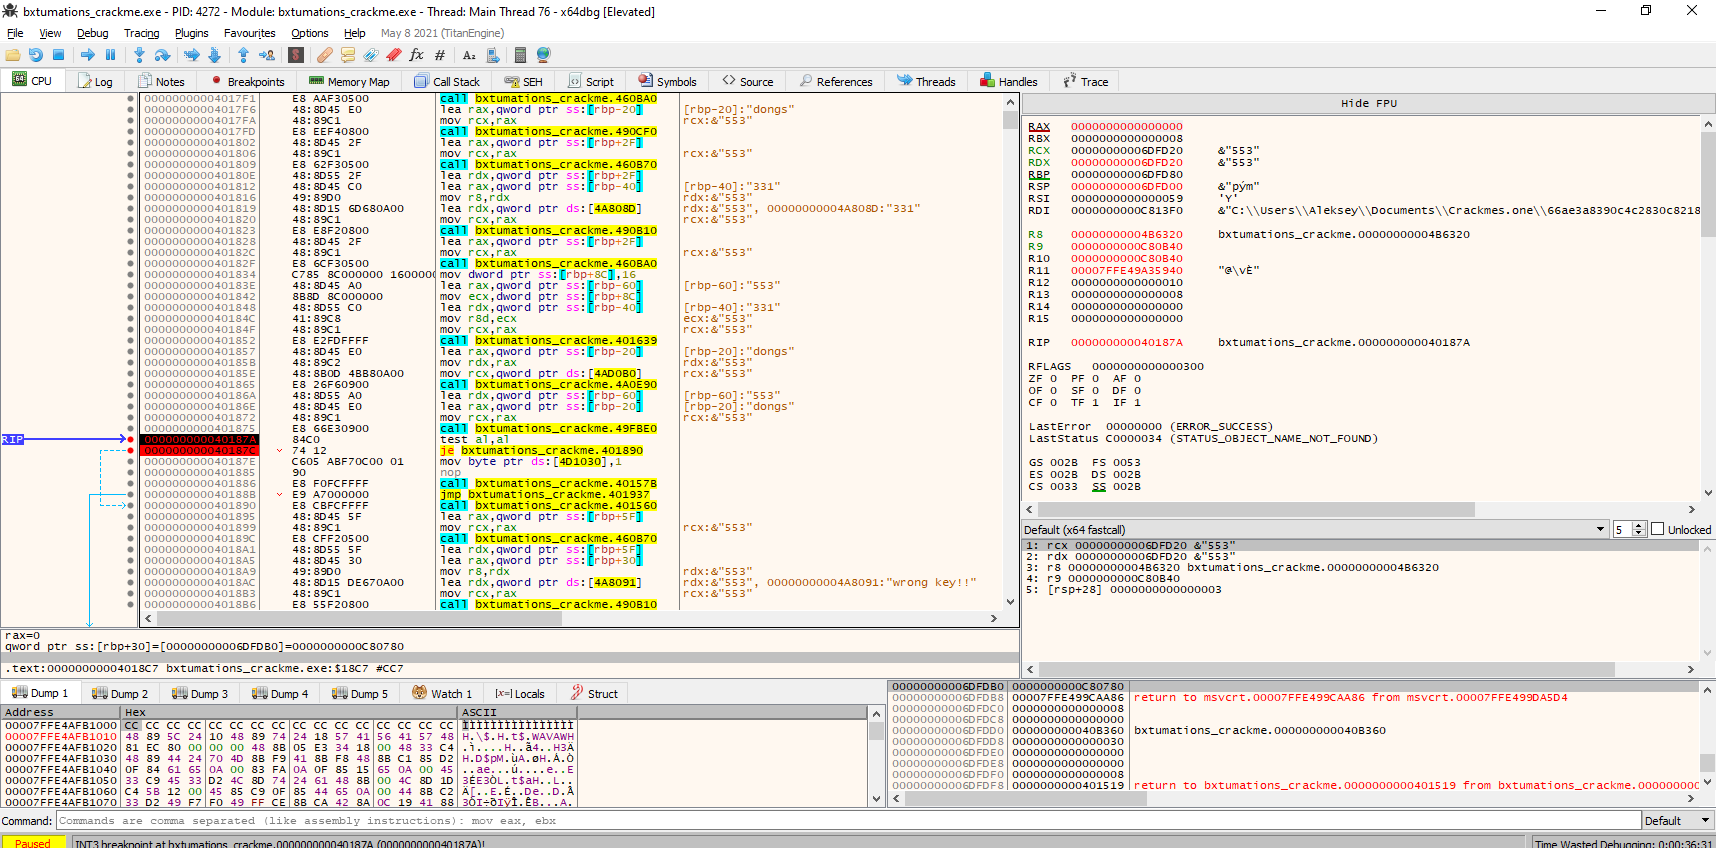 bxtumations_crackme.exe - PID: 4272 - Module: bxtumations_crackme.exe - Thread: Main Thread 76 - x64dbg [Elevated]
File View Debug Tracing Plugins Favourites Options Help May 8 2021 (TitanEngine)
CPU Log Notes Breakpoints Memory Map Call Stack SEH Script Symbols Source References Threads Handles Trace
00000000004017F1 E8 AAF30500 call bxtumations_crackme.460BA0
00000000004017F6 48:8D45 E0 lea rax,qword ptr ss:[rbp-20] [rbp-20]:"dongs"
00000000004017FA 48:89C1 mov rcx,rax rcx:&"553"
00000000004017FD E8 EEF40800 call bxtumations_crackme.490CF0
0000000000401802 48:8D45 2F lea rax,qword ptr ss:[rbp+2F]
0000000000401806 48:89C1 mov rcx,rax rcx:&"553"
0000000000401809 E8 62F30500 call bxtumations_crackme.460B70
000000000040180E 48:8D55 2F lea rdx,qword ptr ss:[rbp+2F] rdx:&"553"
0000000000401812 48:8D45 C0 lea rax,qword ptr ss:[rbp-40] [rbp-40]:"331"
0000000000401816 49:89D0 mov r8,rdx rdx:&"553"
0000000000401819 48:8D15 6D680A00 lea rdx,qword ptr ds:[4A808D] rdx:&"553", 00000000004A808D:"331"
0000000000401820 48:89C1 mov rcx,rax rcx:&"553"
0000000000401823 E8 E8F20800 call bxtumations_crackme.490B10
0000000000401828 48:8D45 2F lea rax,qword ptr ss:[rbp+2F]
000000000040182C 48:89C1 mov rcx,rax rcx:&"553"
000000000040182F E8 6CF30500 call bxtumations_crackme.460BA0
0000000000401834 C785 8C000000 1600000 mov dword ptr ss:[rbp+8C],16
000000000040183E 48:8D45 A0 lea rax,qword ptr ss:[rbp-60] [rbp-60]:"553"
0000000000401842 8B8D 8C000000 mov ecx,dword ptr ss:[rbp+8C]
0000000000401848 48:8D55 C0 lea rdx,qword ptr ss:[rbp-40] [rbp-40]:"331"
000000000040184C 41:89C8 mov r8d,ecx ecx:&"553"
000000000040184F 48:89C1 mov rcx,rax rcx:&"553"
0000000000401852 E8 E2FDFFFF call bxtumations_crackme.401639
0000000000401857 48:8D45 E0 lea rax,qword ptr ss:[rbp-20] [rbp-20]:"dongs"
000000000040185B 48:89C2 mov rdx,rax rdx:&"553"
000000000040185E 48:8B0D 4BB80A00 mov rcx,qword ptr ds:[4AD0B0] rcx:&"553"
0000000000401865 E8 26F60900 call bxtumations_crackme.4A0E90
000000000040186A 48:8D55 A0 lea rdx,qword ptr ss:[rbp-60] [rbp-60]:"553"
000000000040186E 48:8D45 E0 lea rax,qword ptr ss:[rbp-20] [rbp-20]:"dongs"
0000000000401872 48:89C1 mov rcx,rax rcx:&"553"
0000000000401875 E8 66E30900 call bxtumations_crackme.49FBE0
RIP 000000000040187A 84C0 test al,al
000000000040187C 74 12 je bxtumations_crackme.401890
000000000040187E C605 ABF70C00 01 mov byte ptr ds:[4D1030],1
0000000000401885 90 nop
0000000000401886 E8 F0FCFFFF call bxtumations_crackme.40157B
000000000040188B E9 A7000000 jmp bxtumations_crackme.401937
0000000000401890 E8 CBFCFFFF call bxtumations_crackme.401560
0000000000401895 48:8D45 5F lea rax,qword ptr ss:[rbp+5F]
0000000000401899 48:89C1 mov rcx,rax rcx:&"553"
000000000040189C E8 CFF20500 call bxtumations_crackme.460B70
00000000004018A1 48:8D55 5F lea rdx,qword ptr ss:[rbp+5F] rdx:&"553"
00000000004018A5 48:8D45 30 lea rax,qword ptr ss:[rbp+30]
00000000004018A9 49:89D0 mov r8,rdx rdx:&"553"
00000000004018AC 48:8D15 DE670A00 lea rdx,qword ptr ds:[4A8091] rdx:&"553", 00000000004A8091:"wrong key!!"
00000000004018B3 48:89C1 mov rcx,rax rcx:&"553"
00000000004018B6 E8 55F20800 call bxtumations_crackme.490B10
rax=0
qword ptr ss:[rbp+30]=[00000000006DFDB0]=0000000000C80780
.text:00000000004018C7 bxtumations_crackme.exe:$18C7 #CC7
Hide FPU
RAX 0000000000000000
RBX 0000000000000008
RCX 00000000006DFD20 &"553"
RDX 00000000006DFD20 &"553"
RBP 00000000006DFD80
RSP 00000000006DFD00 &"pým"
RSI 0000000000000059 'Y'
RDI 0000000000C813F0 &"C:\\Users\\Aleksey\\Documents\\Crackmes.one\\66ae3a8390c4c2830c8218
R8 00000000004B6320 bxtumations_crackme.00000000004B6320
R9 0000000000C80B40
R10 0000000000C80B40
R11 00007FFE49A35940 "@\vÈ"
R12 0000000000000010
R13 0000000000000008
R14 0000000000000000
R15 0000000000000000
RIP 000000000040187A bxtumations_crackme.000000000040187A
RFLAGS 0000000000000300
ZF 0 PF 0 AF 0
OF 0 SF 0 DF 0
CF 0 TF 1 IF 1
LastError 00000000 (ERROR_SUCCESS)
LastStatus C0000034 (STATUS_OBJECT_NAME_NOT_FOUND)
GS 002B FS 0053
ES 002B DS 002B
CS 0033 SS 002B
Default (x64 fastcall) 5 Unlocked
1: rcx 00000000006DFD20 &"553"
2: rdx 00000000006DFD20 &"553"
3: r8 00000000004B6320 bxtumations_crackme.00000000004B6320
4: r9 0000000000C80B40
5: [rsp+28] 0000000000000003
Dump 1 Dump 2 Dump 3 Dump 4 Dump 5 Watch 1 [x=] Locals Struct
Address Hex ASCII
00007FFE4AFB1000 CC CC CC CC CC CC CC CC CC CC CC CC CC CC CC CC ÌÌÌÌÌÌÌÌÌÌÌÌÌÌÌÌ
00007FFE4AFB1010 48 89 5C 24 10 48 89 74 24 18 57 41 56 41 57 48 H.\$.H.t$.WAVAWH
00007FFE4AFB1020 81 EC 80 00 00 00 48 8B 05 E3 34 18 00 48 33 C4 .ì....H..ã4..H3Ä
00007FFE4AFB1030 48 89 44 24 70 4D 8B F9 41 8B F8 48 8B C1 85 D2 H.D$pM.ùA.øH.Á.Ò
00007FFE4AFB1040 0F 84 61 65 0A 00 83 FA 0A 0F 85 15 65 0A 00 45 ..ae...ú....e..E
00007FFE4AFB1050 33 C9 45 33 D2 4C 8D 74 24 61 48 8B 00 4C 8D 1D 3ÉE3ÒL.t$aH..L..
00007FFE4AFB1060 C4 5B 12 00 45 85 C9 0F 85 44 65 0A 00 44 8B C2 Ä[..E.É..De..D.Â
00007FFE4AFB1070 33 D2 49 F7 F0 49 FF CE 8B CA 42 8A 0C 19 41 88 3ÒI÷ðIÿÎ.ÊB...A.
00000000006DFDB0 0000000000C80780
00000000006DFDB8 00007FFE499CAA86 return to msvcrt.00007FFE499CAA86 from msvcrt.00007FFE499DA5D4
00000000006DFDC0 0000000000000008
00000000006DFDC8 0000000000000000
00000000006DFDD0 000000000040B360 bxtumations_crackme.000000000040B360
00000000006DFDD8 0000000000000030
00000000006DFDE0 0000000000000000
00000000006DFDE8 0000000000000000
00000000006DFDF0 0000000000000008
00000000006DFDF8 0000000000401519 return to bxtumations_crackme.0000000000401519 from bxtumations_crackme.000000000
Command: Commands are comma separated (like assembly instructions): mov eax, ebx Default
Paused INT3 breakpoint at bxtumations_crackme.000000000040187A (000000000040187A)! Time Wasted Debugging: 0:00:36:31